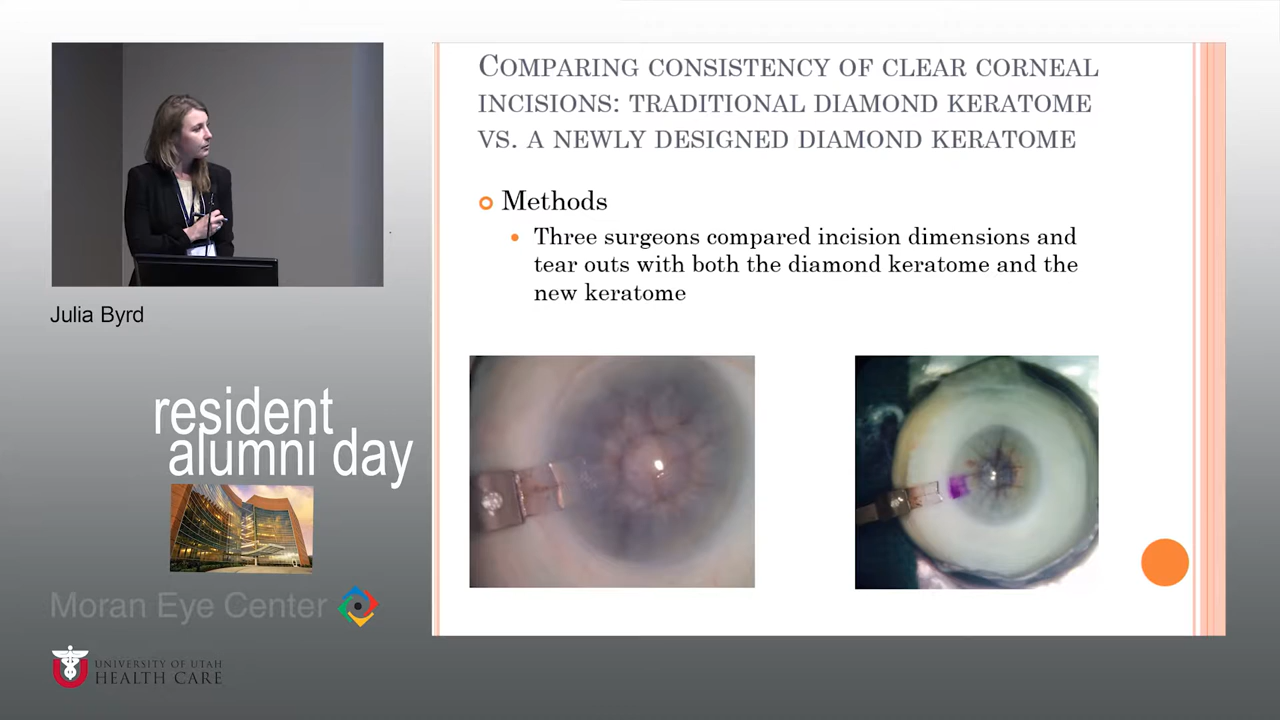 COMPARING CONSISTENCY OF CLEAR CORNEAL
INCISIONS: TRADITIONAL DIAMOND KERATOME
VS. A NEWLY DESIGNED DIAMOND KERATOME
Methods
Three surgeons compared incision dimensions and
tear outs with both the diamond keratome and the
new keratome
Julia Byrd
resident
alumni day
Moran Eye Center
UNIVERSITY OF UTAH
HEALTH CARE